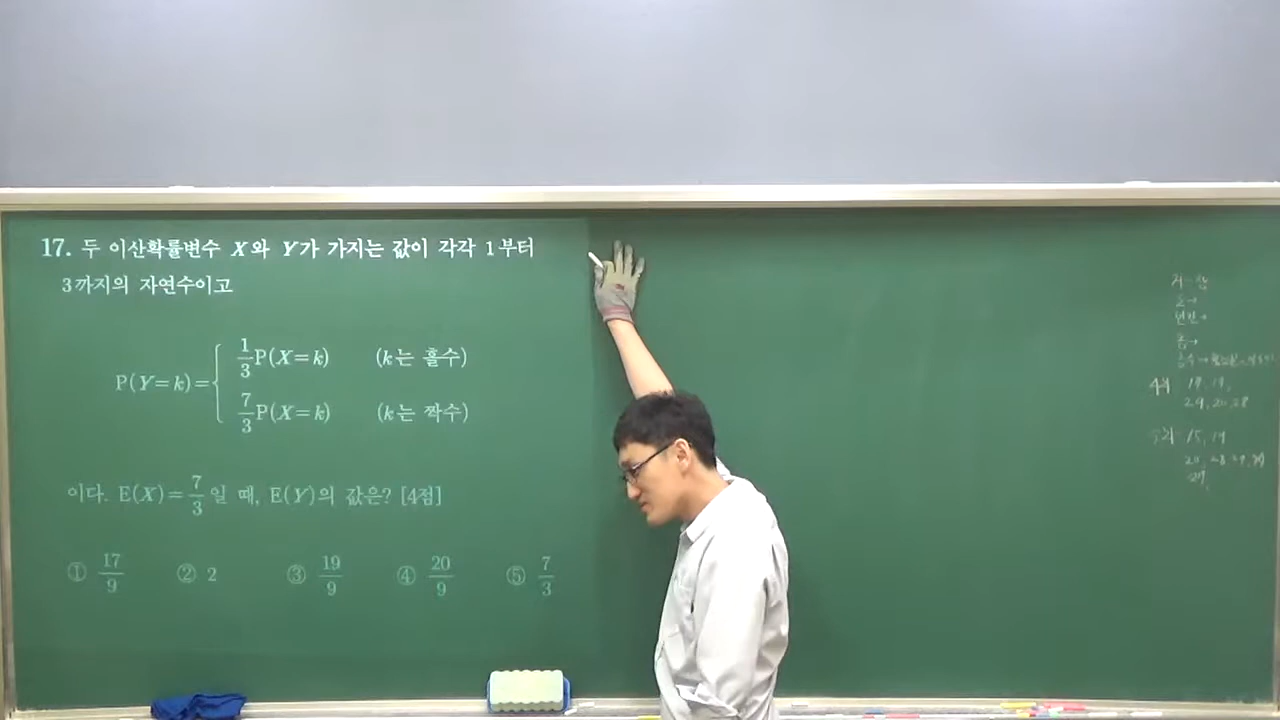 17. 두 이산확률변수 X와 Y가 가지는 값이 각각 1부터
3까지의 자연수이고
P(Y=k)= { 1/3 P(X=k) (k는 홀수)
7/3 P(X=k) (k는 짝수)
이다. E(X)=7/3일 때, E(Y)의 값은? [4점]
① 17/9 ② 2 ③ 19/9 ④ 20/9 ⑤ 7/3
15, 19